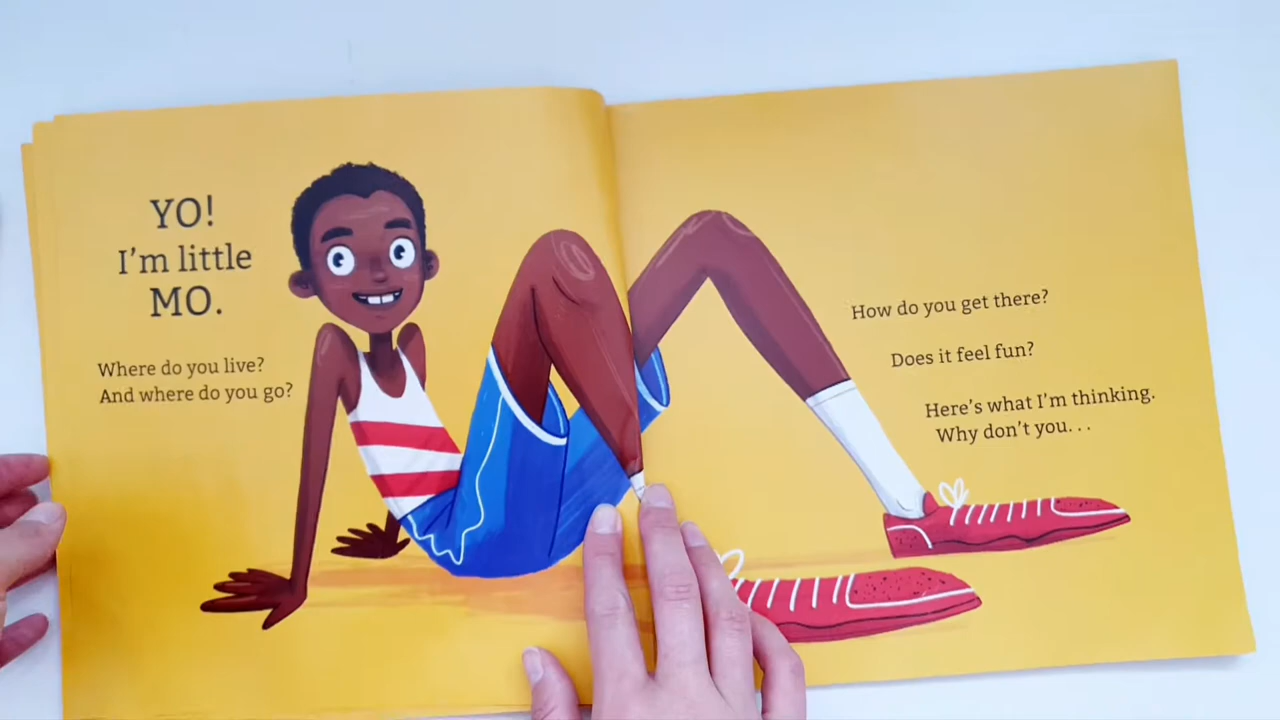 YO!
I'm little
MO.
Where do you live?
And where do you go?
How do you get there?
Does it feel fun?
Here's what I'm thinking.
Why don't you...